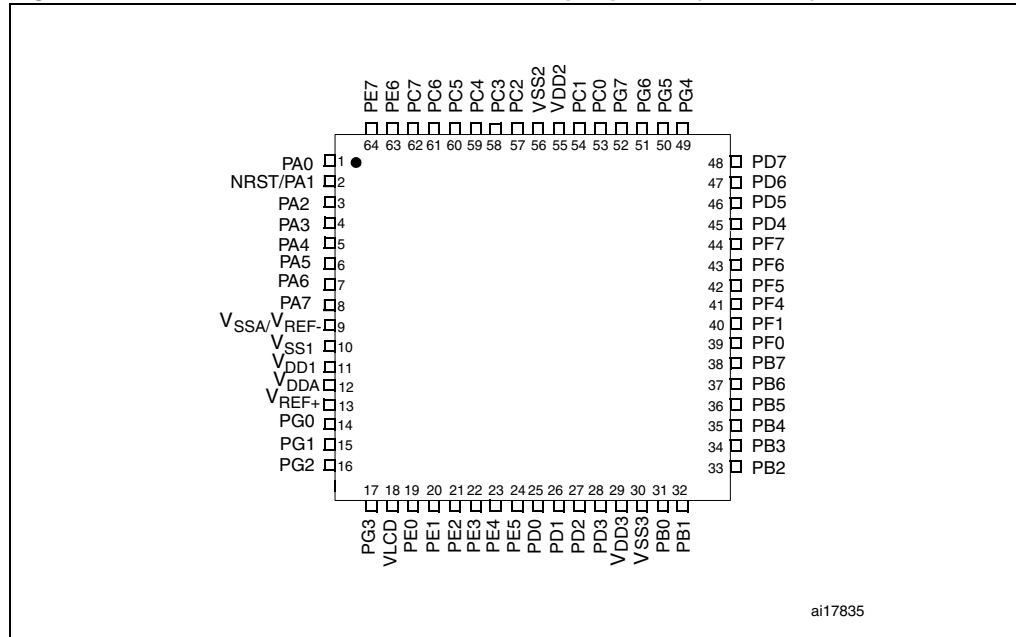 PE7 PE6 PC7 PC6 PC5 PC4 PC3 PC2 VSS2 VDD2 PC1 PC0 PG7 PG6 PG5 PG4
64 63 62 61 60 59 58 57 56 55 54 53 52 51 50 49
PA0 1 48 PD7
NRST/PA1 2 47 PD6
PA2 3 46 PD5
PA3 4 45 PD4
PA4 5 44 PF7
PA5 6 43 PF6
PA6 7 42 PF5
PA7 8 41 PF4
VSSA/VREF- 9 40 PF1
VSS1 10 39 PF0
VDD1 11 38 PB7
VDDA 12 37 PB6
VREF+ 13 36 PB5
PG0 14 35 PB4
PG1 15 34 PB3
PG2 16 33 PB2
17 18 19 20 21 22 23 24 25 26 27 28 29 30 31 32
PG3 VLCD PE0 PE1 PE2 PE3 PE4 PE5 PD0 PD1 PD2 PD3 VDD3 VSS3 PB0 PB1
ai17835